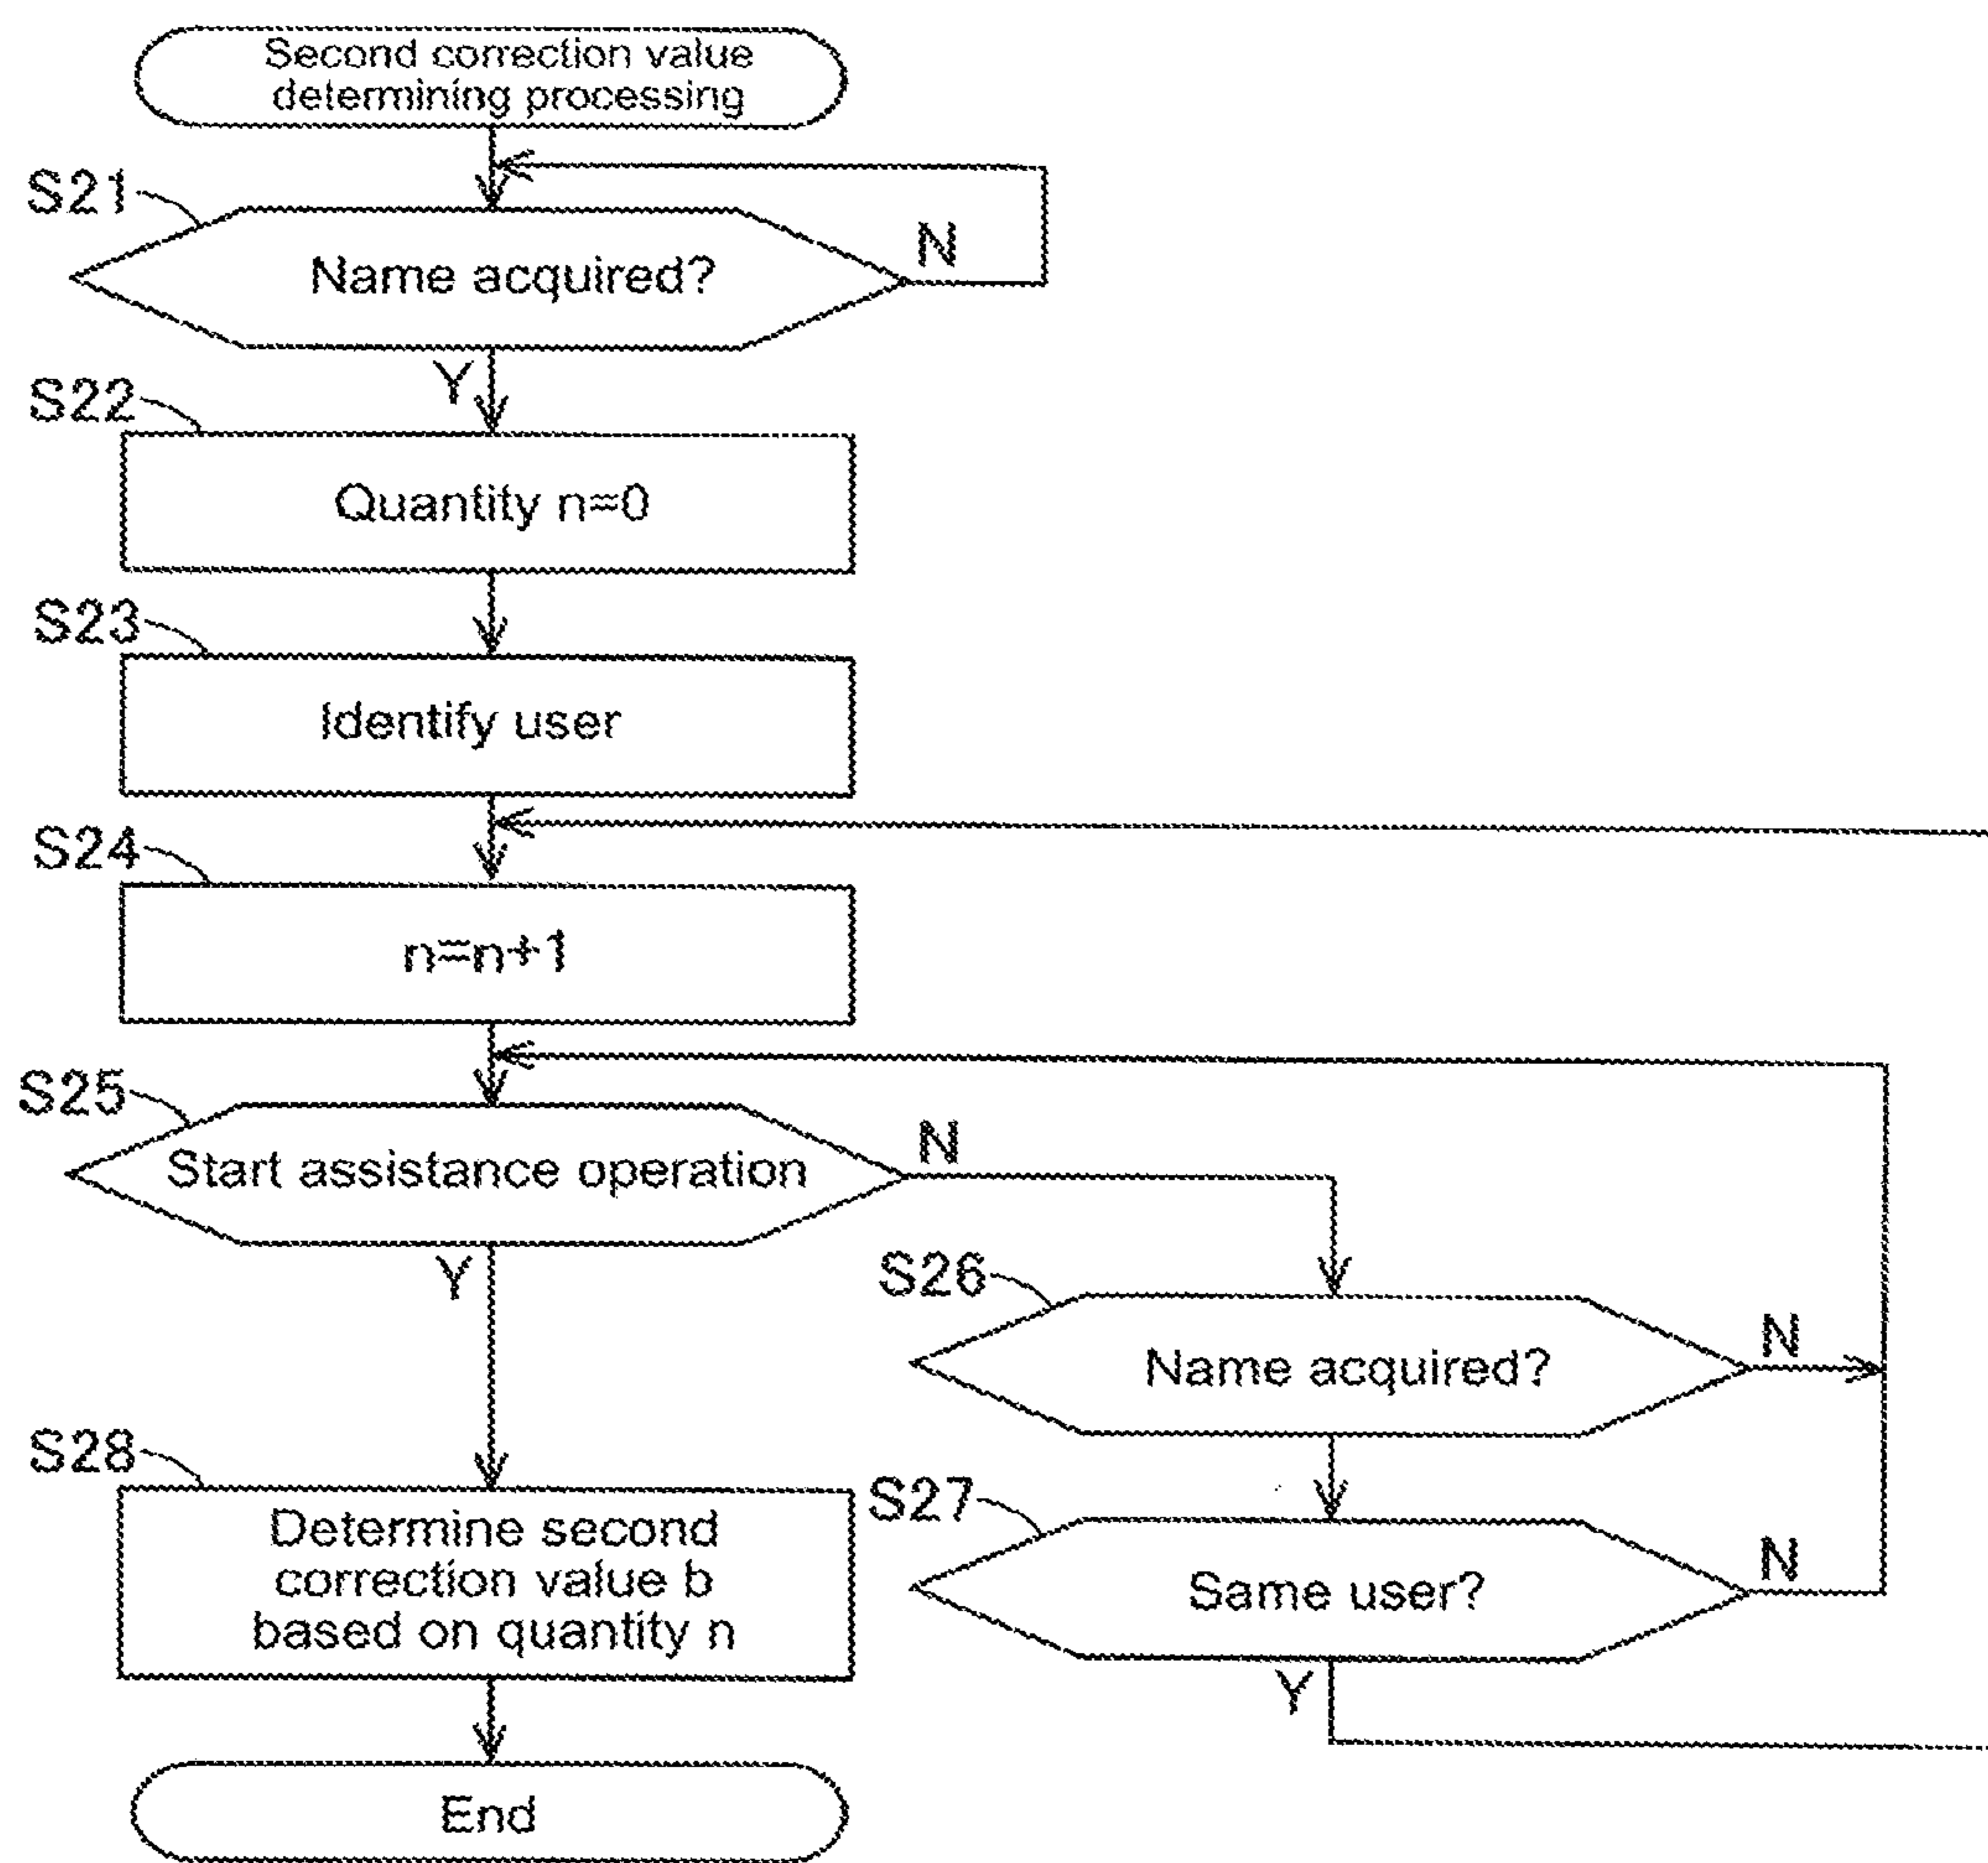 Second correction value
determining processing
S21
Name acquired?
N
Y
S22
Quantity n=0
S23
Identify user
S24
n=n+1
S25
Start assistance operation
N
Y
S26
Name acquired?
N
S27
Same user?
N
Y
S28
Determine second
correction value b
based on quantity n
End